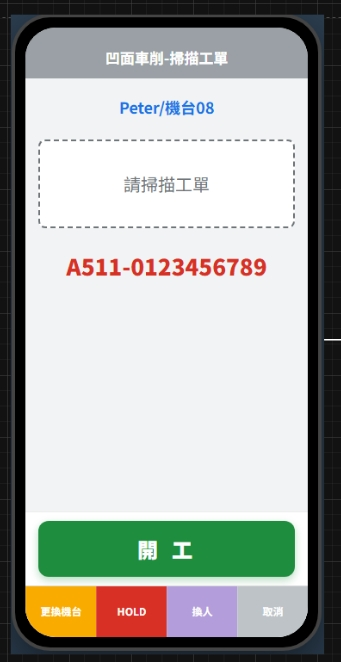 凹面車削-掃描工單
Peter/機台08
請掃描工單
A511-0123456789
開 工
更換機台 HOLD 換人 取消